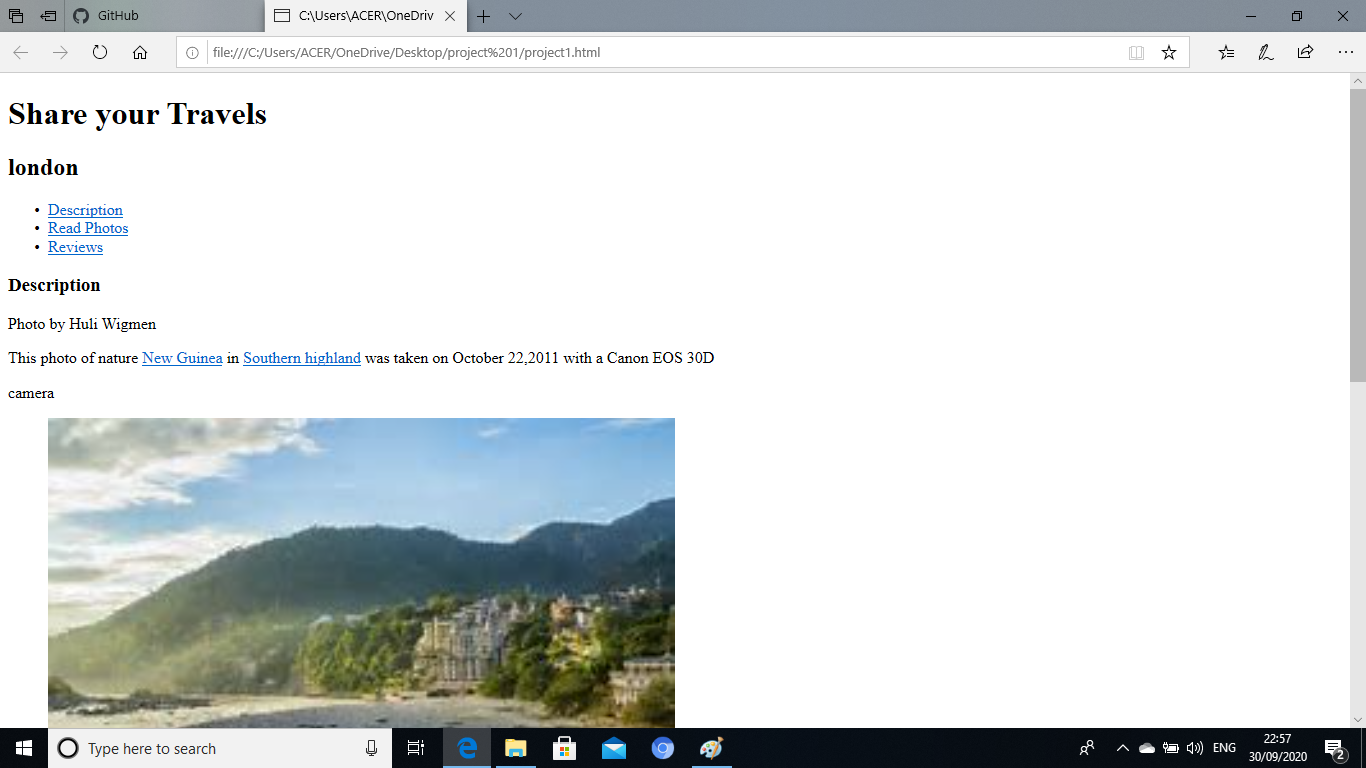 GitHub
C:\Users\ACER\OneDriv
file:///C:/Users/ACER/OneDrive/Desktop/project%201/project1.html
Share your Travels
london
• Description
• Read Photos
• Reviews
Description
Photo by Huli Wigmen
This photo of nature New Guinea in Southern highland was taken on October 22,2011 with a Canon EOS 30D
camera
Type here to search
ENG
22:57
30/09/2020
2